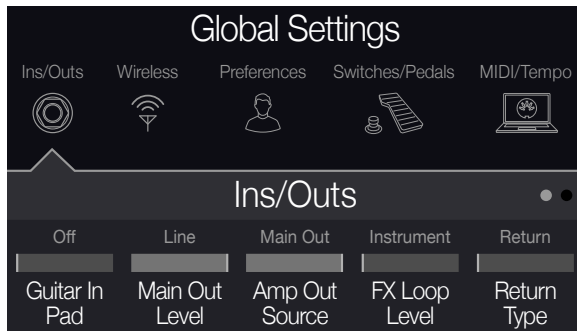 Global Settings
Ins/Outs Wireless Preferences Switches/Pedals MIDI/Tempo
Ins/Outs
Off Line Main Out Instrument Return
Guitar In Main Out Amp Out FX Loop Return
Pad Level Source Level Type